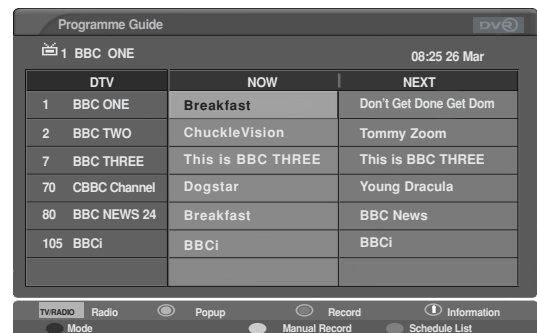 Programme Guide DVR
1 BBC ONE 08:25 26 Mar
DTV NOW NEXT
1 BBC ONE Breakfast Don't Get Done Get Dom
2 BBC TWO ChuckleVision Tommy Zoom
7 BBC THREE This is BBC THREE This is BBC THREE
70 CBBC Channel Dogstar Young Dracula
80 BBC NEWS 24 Breakfast BBC News
105 BBCi BBCi BBCi
TV/RADIO Radio Popup Record Information
Mode Manual Record Schedule List